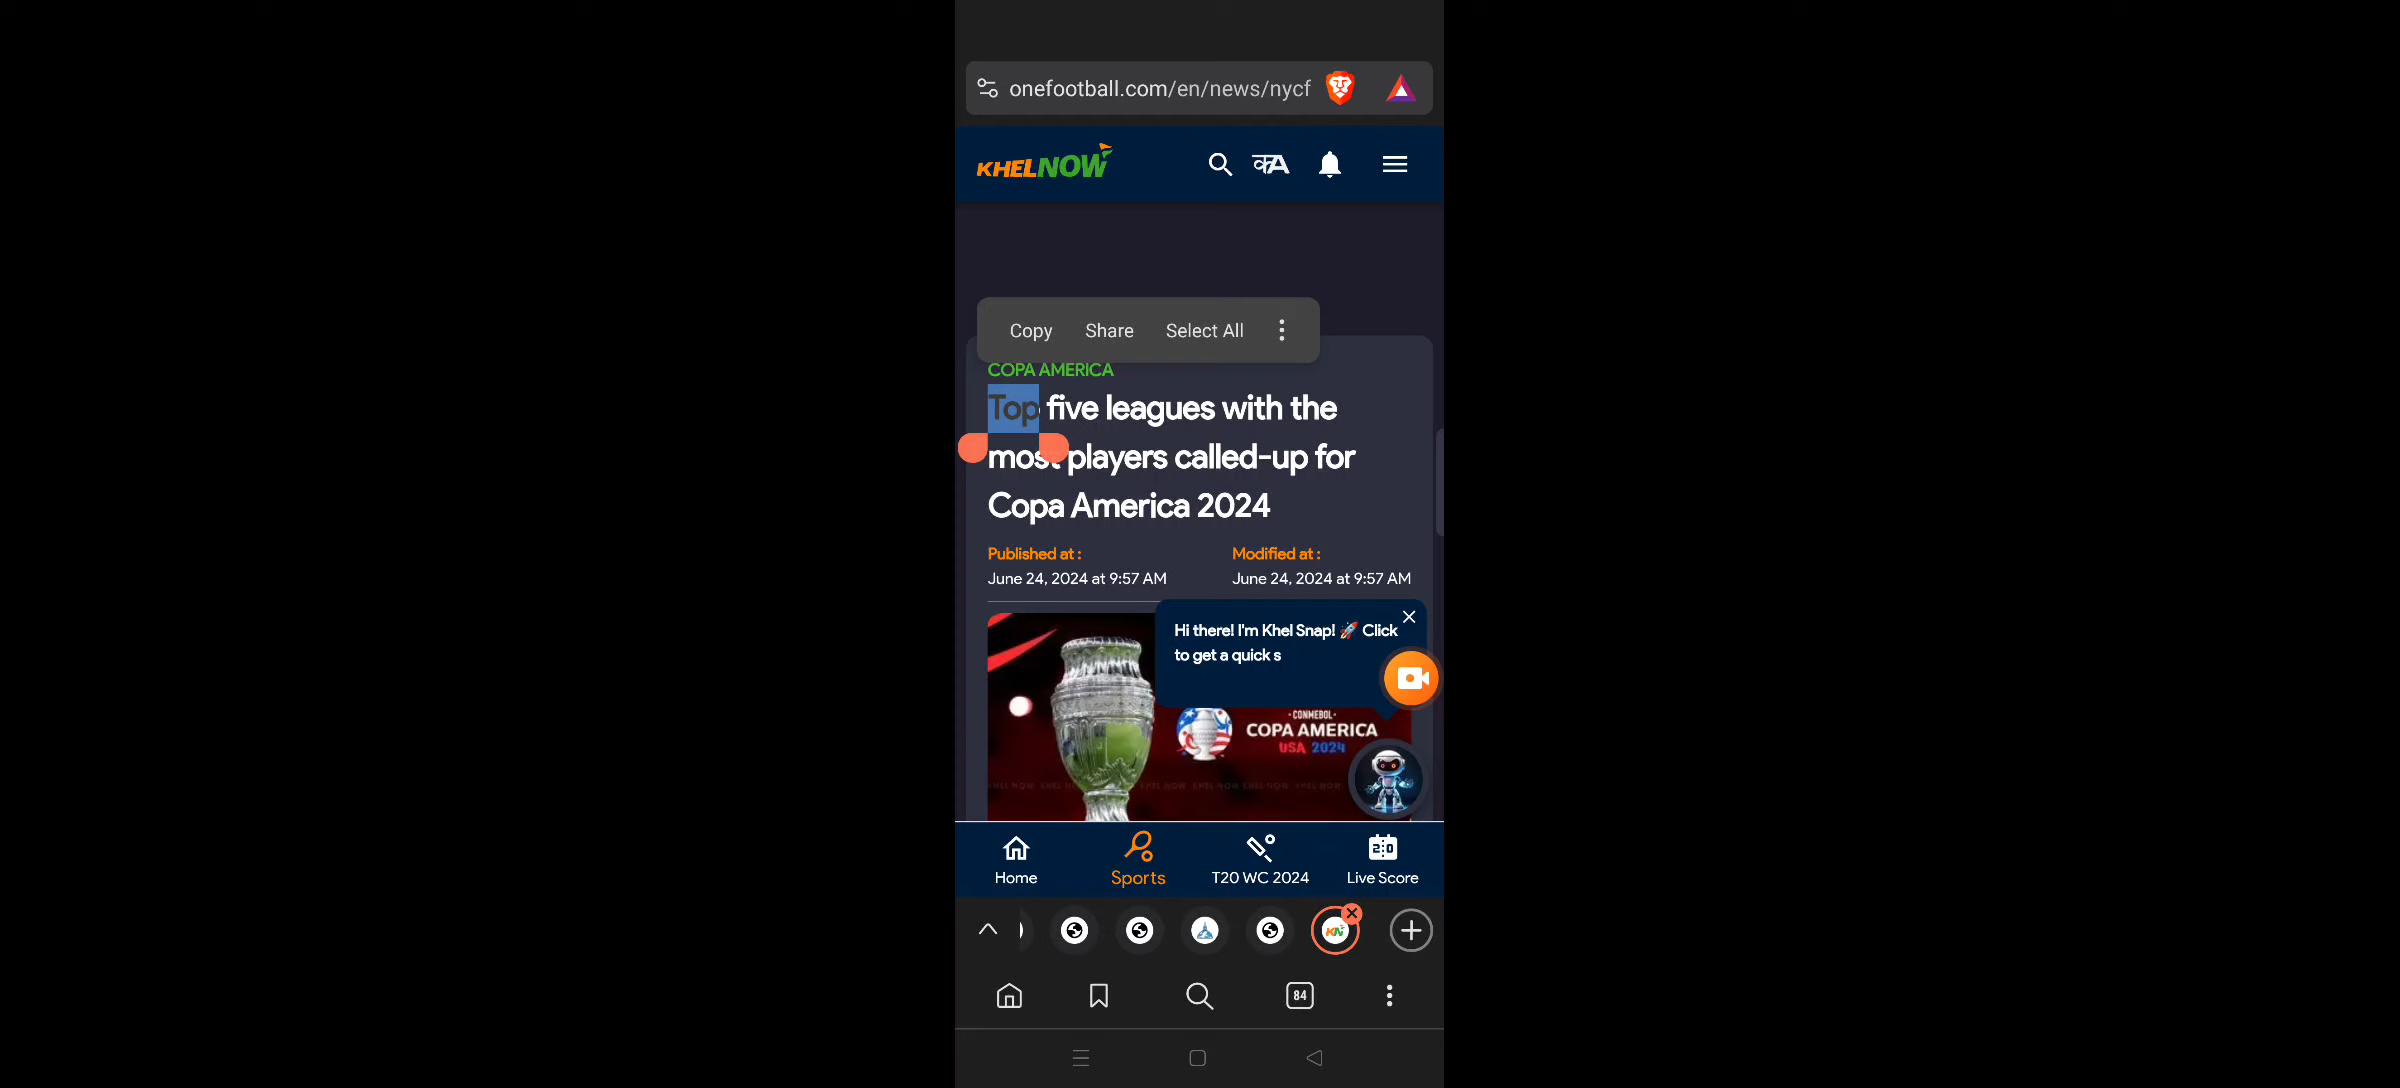 onefootball.com/en/news/nycf
KHELNOW
क A
Copy Share Select All
COPA AMERICA
Top five leagues with the
most players called-up for
Copa America 2024
Published at :
June 24, 2024 at 9:57 AM
Modified at :
June 24, 2024 at 9:57 AM
Hi there! I'm Khel Snap! 🚀 Click
to get a quick s
·CONMEBOL·
COPA AMERICA
USA 2024
Home
Sports
T20 WC 2024
2:0
Live Score
KN
84